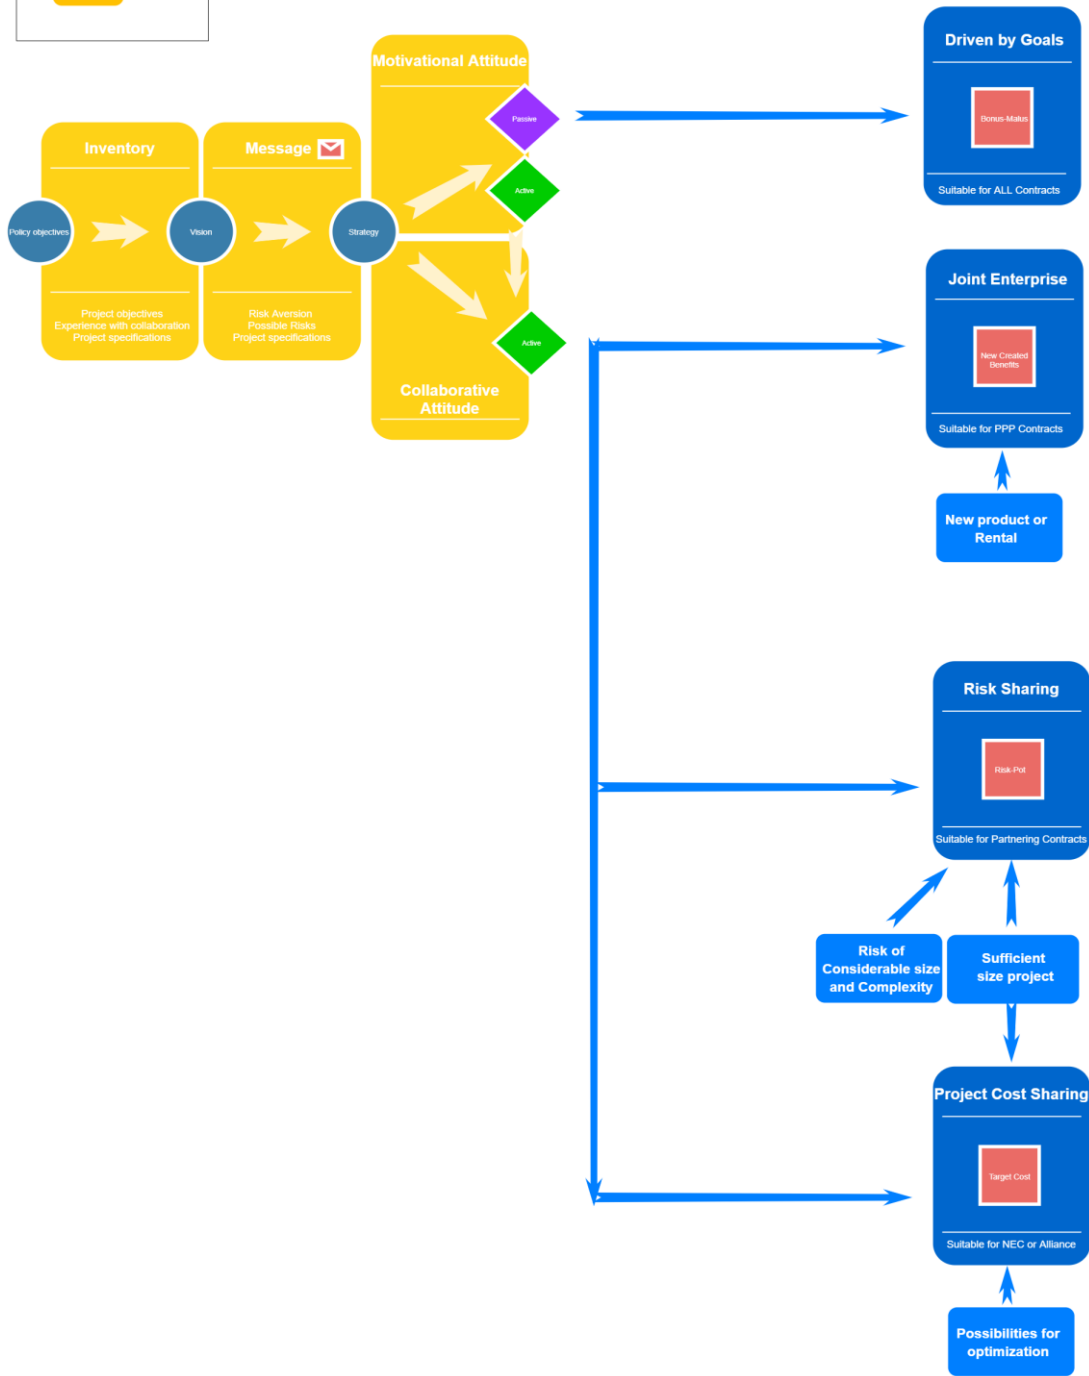 Driven by Goals
Bonus-Malus
Suitable for ALL Contracts
Motivational Attitude
Passive
Active
Inventory
Message
Policy objectives
Vision
Strategy
Project objectives
Experience with collaboration
Project specifications
Risk Aversion
Possible Risks
Project specifications
Active
Collaborative
Attitude
Joint Enterprise
New Created
Benefits
Suitable for PPP Contracts
New product or
Rental
Risk Sharing
Risk-Pot
Suitable for Partnering Contracts
Risk of
Considerable size
and Complexity
Sufficient
size project
Project Cost Sharing
Target Cost
Suitable for NEC or Alliance
Possibilities for
optimization